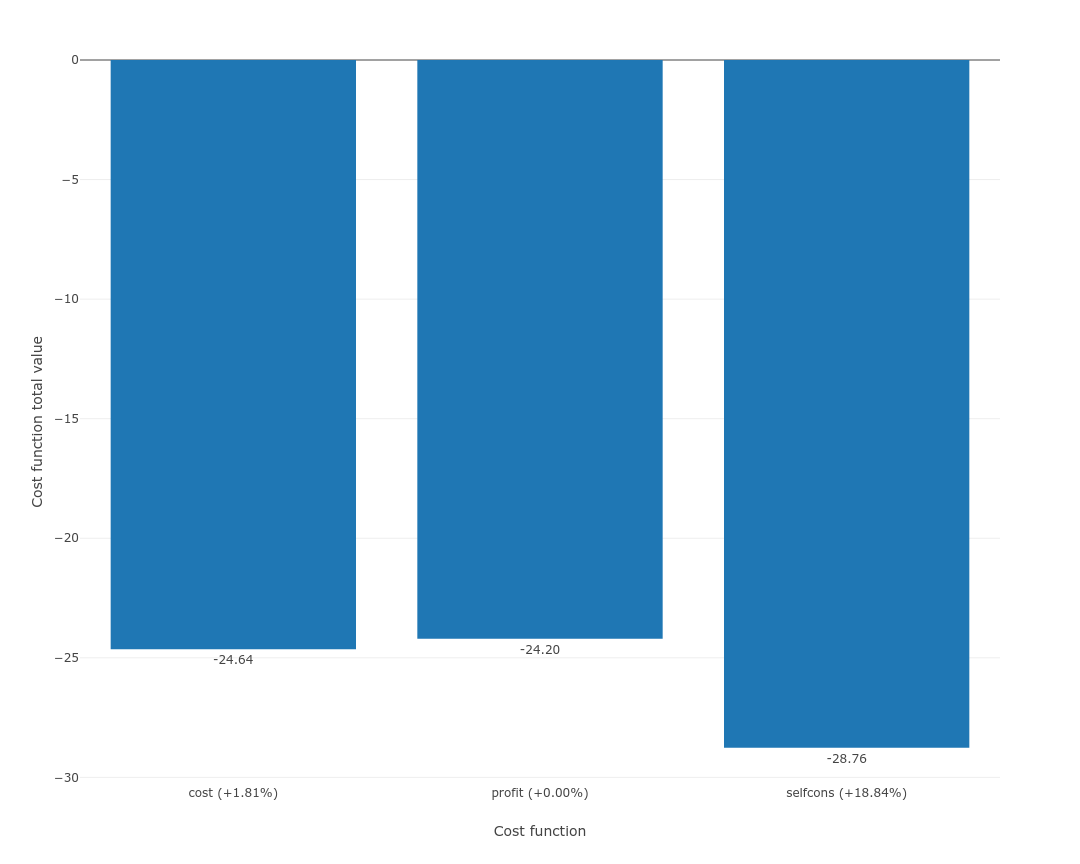 0
−5
−10
−15
−20
−25
−30
Cost function total value
-24.64
-24.20
-28.76
cost (+1.81%)
profit (+0.00%)
selfcons (+18.84%)
Cost function